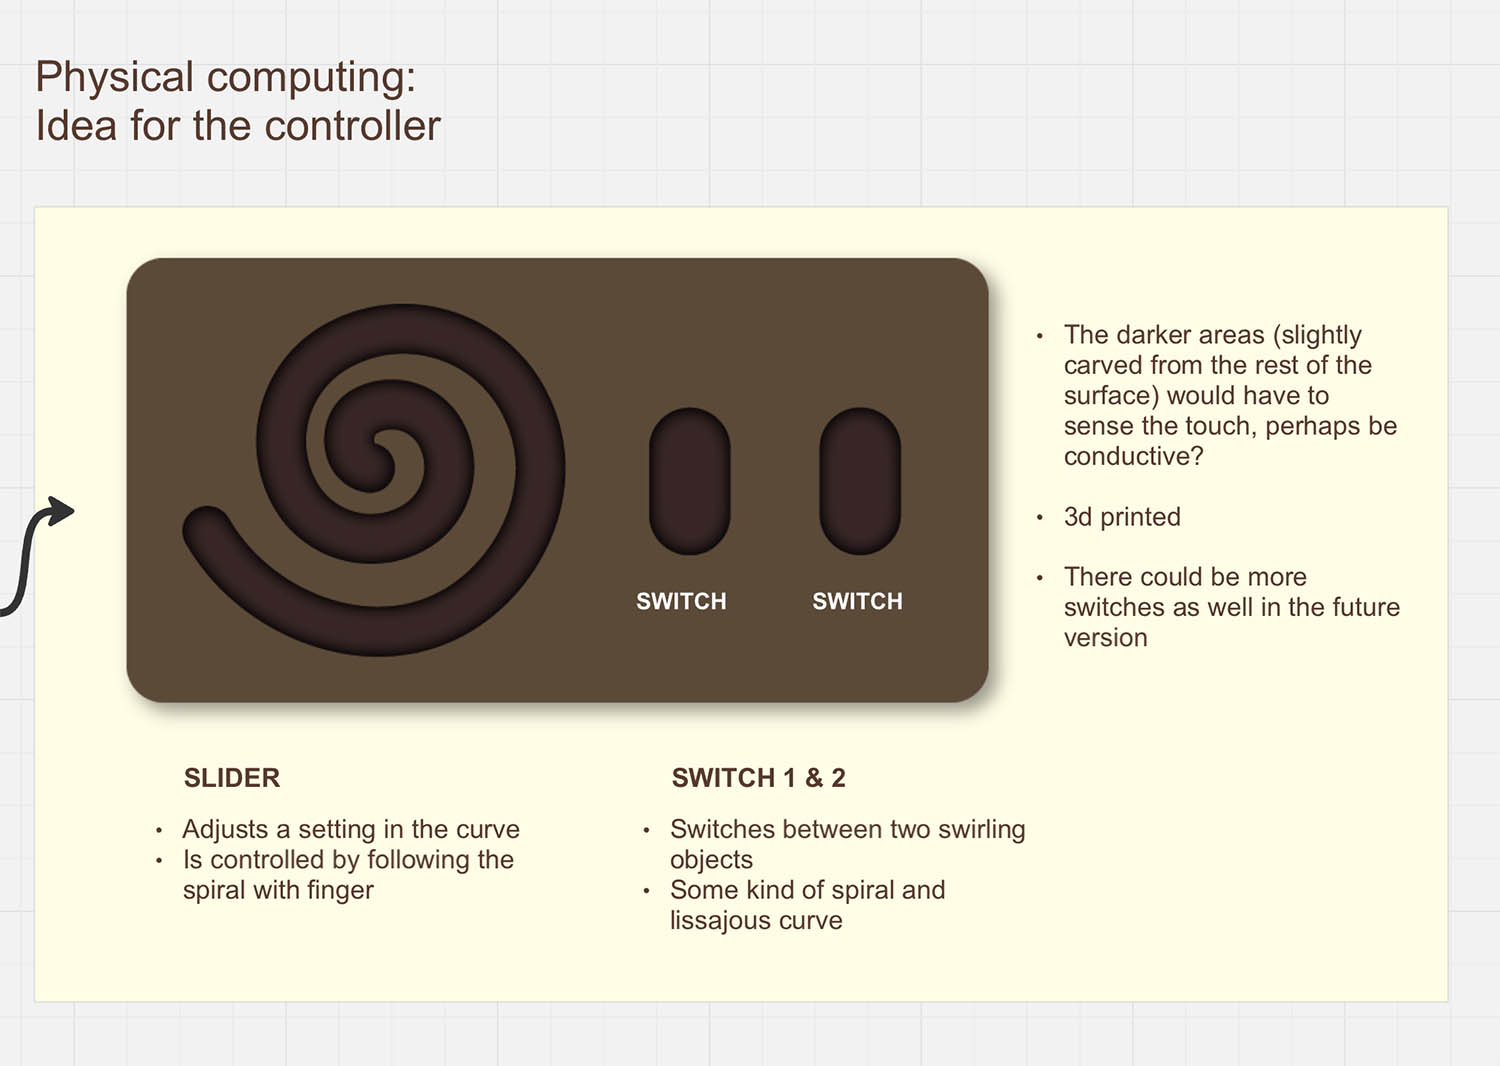 Physical computing:
Idea for the controller
SWITCH
SWITCH
• The darker areas (slightly
carved from the rest of the
surface) would have to
sense the touch, perhaps be
conductive?
• 3d printed
• There could be more
switches as well in the future
version
SLIDER
• Adjusts a setting in the curve
• Is controlled by following the
spiral with finger
SWITCH 1 & 2
• Switches between two swirling
objects
• Some kind of spiral and
lissajous curve